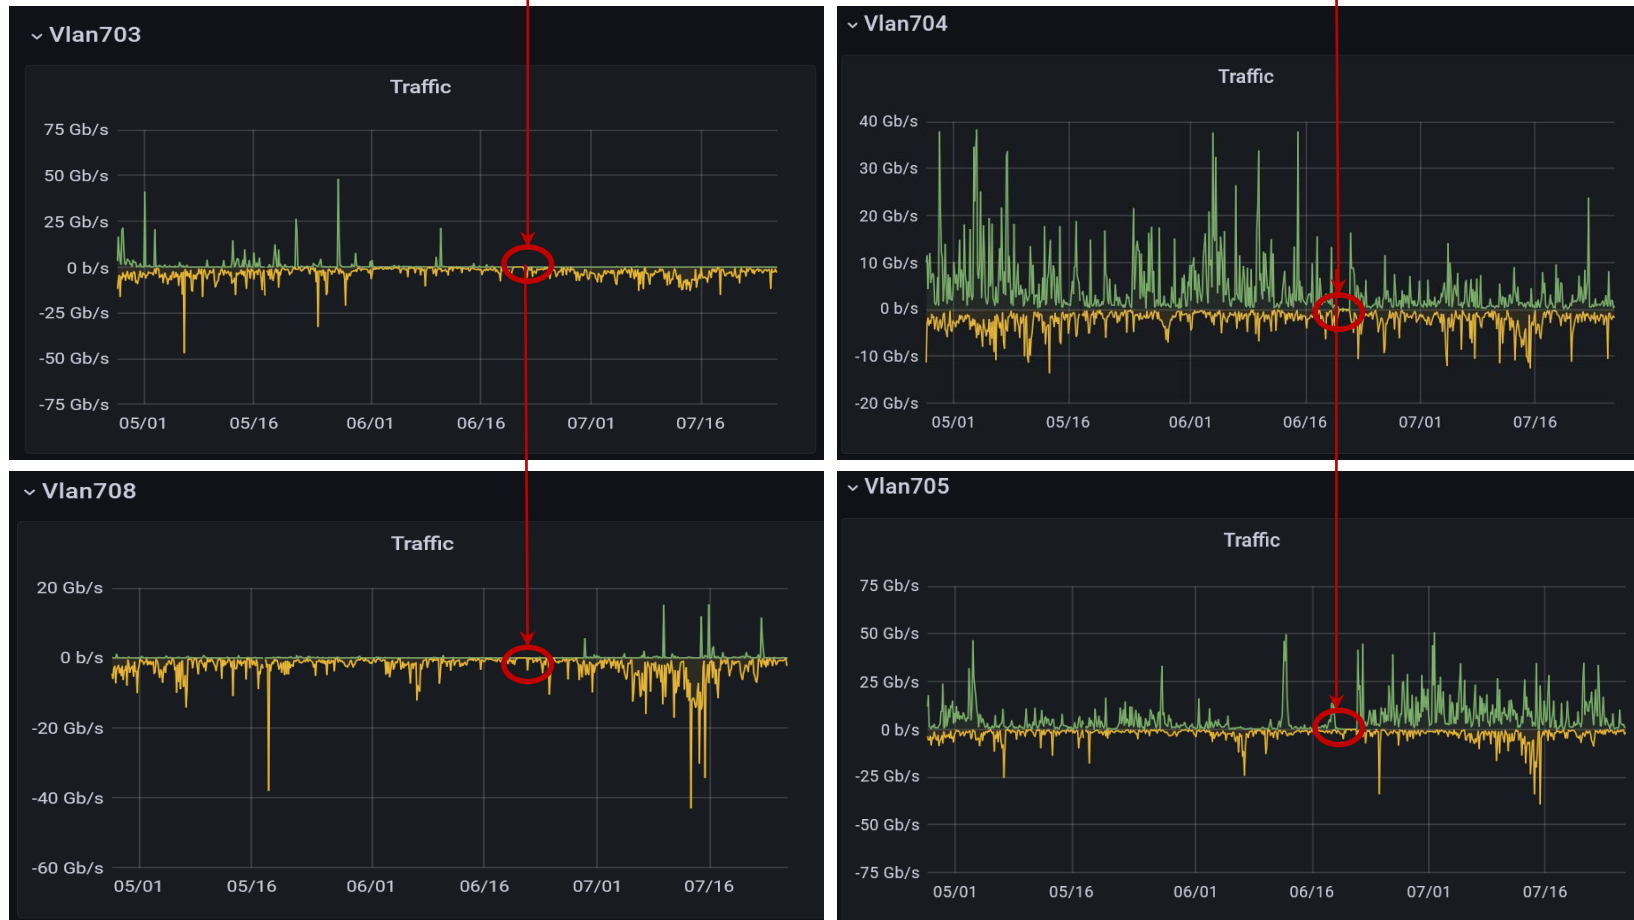 Vlan703
Traffic
75 Gb/s
50 Gb/s
25 Gb/s
0 b/s
-25 Gb/s
-50 Gb/s
-75 Gb/s
05/01 05/16 06/01 06/16 07/01 07/16
Vlan704
Traffic
40 Gb/s
30 Gb/s
20 Gb/s
10 Gb/s
0 b/s
-10 Gb/s
-20 Gb/s
05/01 05/16 06/01 06/16 07/01 07/16
Vlan708
Traffic
20 Gb/s
0 b/s
-20 Gb/s
-40 Gb/s
-60 Gb/s
05/01 05/16 06/01 06/16 07/01 07/16
Vlan705
Traffic
75 Gb/s
50 Gb/s
25 Gb/s
0 b/s
-25 Gb/s
-50 Gb/s
-75 Gb/s
05/01 05/16 06/01 06/16 07/01 07/16